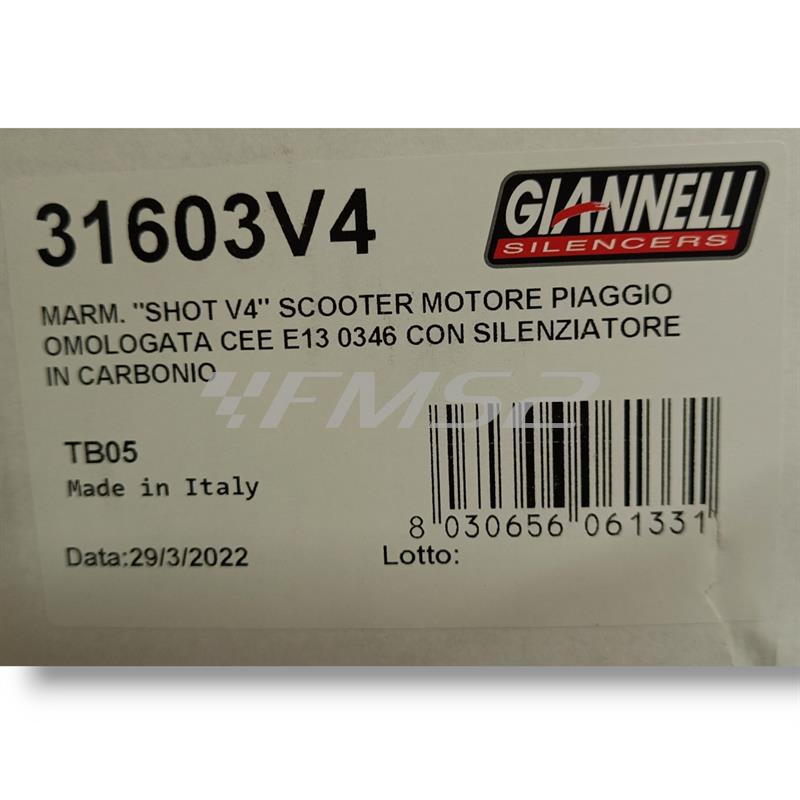 31603V4
GIANNELLI
SILENCERS
MARM. "SHOT V4" SCOOTER MOTORE PIAGGIO
OMOLOGATA CEE E13 0346 CON SILENZIATORE
IN CARBONIO
FMS2
TB05
Made in Italy
8 030656 061331
Data:29/3/2022
Lotto: